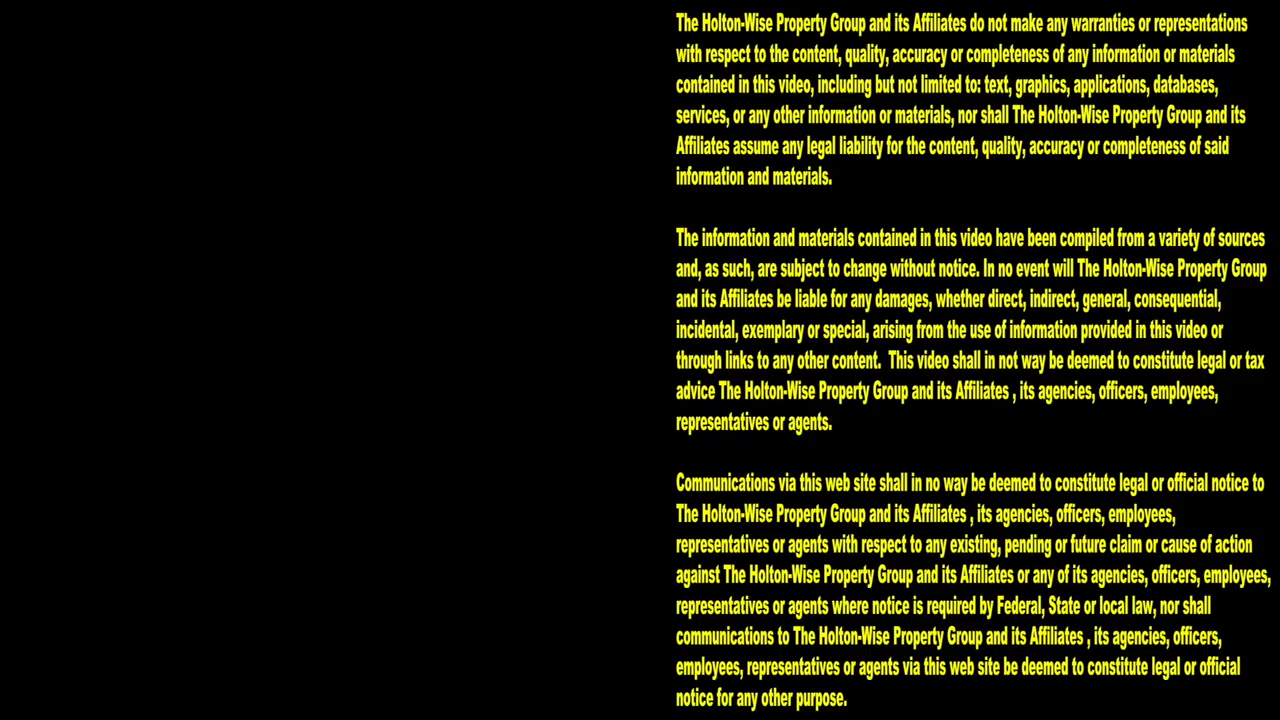 The Holton-Wise Property Group and its Affiliates do not make any warranties or representations
with respect to the content, quality, accuracy or completeness of any information or materials
contained in this video, including but not limited to: text, graphics, applications, databases,
services, or any other information or materials, nor shall The Holton-Wise Property Group and its
Affiliates assume any legal liability for the content, quality, accuracy or completeness of said
information and materials.
The information and materials contained in this video have been compiled from a variety of sources
and, as such, are subject to change without notice. In no event will The Holton-Wise Property Group
and its Affiliates be liable for any damages, whether direct, indirect, general, consequential,
incidental, exemplary or special, arising from the use of information provided in this video or
through links to any other content.  This video shall in not way be deemed to constitute legal or tax
advice The Holton-Wise Property Group and its Affiliates , its agencies, officers, employees,
representatives or agents.
Communications via this web site shall in no way be deemed to constitute legal or official notice to
The Holton-Wise Property Group and its Affiliates , its agencies, officers, employees,
representatives or agents with respect to any existing, pending or future claim or cause of action
against The Holton-Wise Property Group and its Affiliates or any of its agencies, officers, employees,
representatives or agents where notice is required by Federal, State or local law, nor shall
communications to The Holton-Wise Property Group and its Affiliates , its agencies, officers,
employees, representatives or agents via this web site be deemed to constitute legal or official
notice for any other purpose.